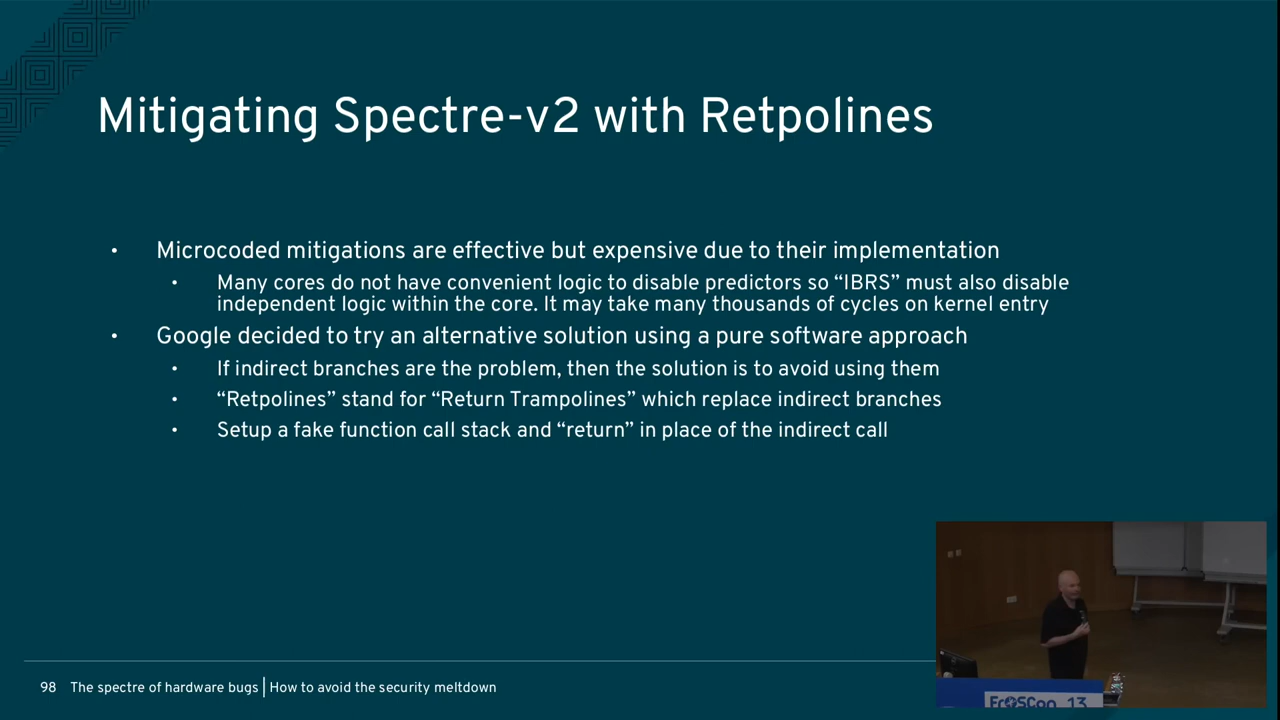 Mitigating Spectre-v2 with Retpolines
• Microcoded mitigations are effective but expensive due to their implementation
• Many cores do not have convenient logic to disable predictors so “IBRS” must also disable
independent logic within the core. It may take many thousands of cycles on kernel entry
• Google decided to try an alternative solution using a pure software approach
• If indirect branches are the problem, then the solution is to avoid using them
• “Retpolines” stand for “Return Trampolines” which replace indirect branches
• Setup a fake function call stack and “return” in place of the indirect call
98 The spectre of hardware bugs | How to avoid the security meltdown
FrOSCon 13